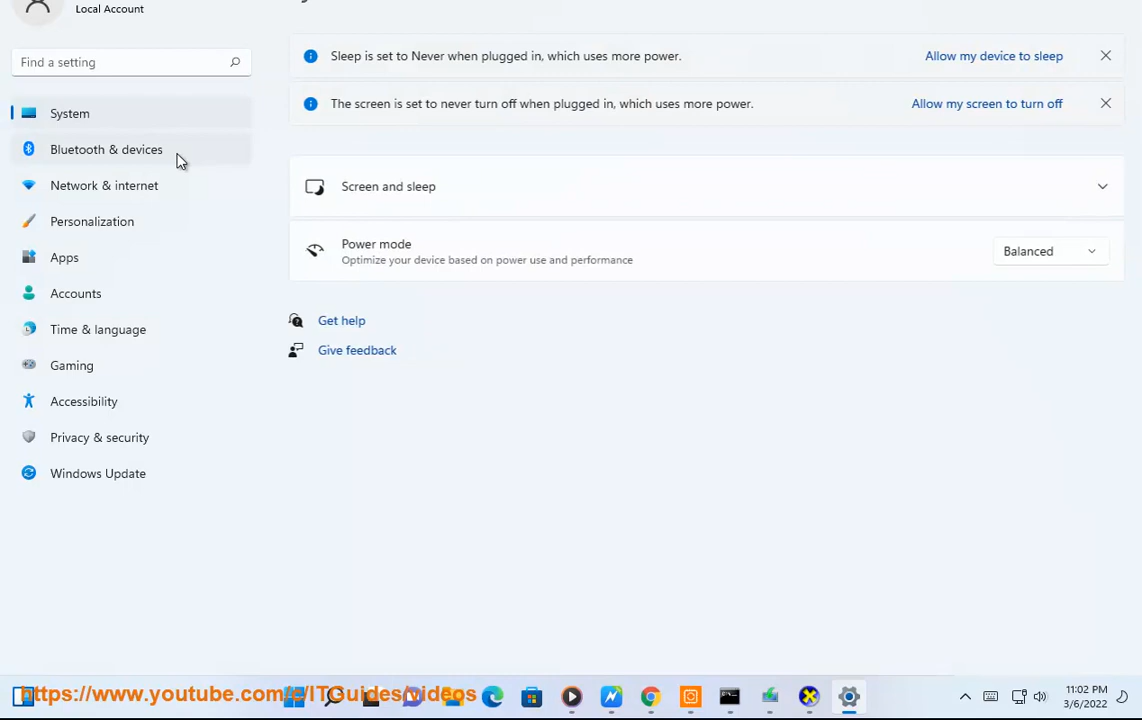 Local Account
Find a setting
System
Bluetooth & devices
Network & internet
Personalization
Apps
Accounts
Time & language
Gaming
Accessibility
Privacy & security
Windows Update
Sleep is set to Never when plugged in, which uses more power.
Allow my device to sleep
The screen is set to never turn off when plugged in, which uses more power.
Allow my screen to turn off
Screen and sleep
Power mode
Optimize your device based on power use and performance
Balanced
Get help
Give feedback
https://www.youtube.com/c/ITGuides/videos
11:02 PM
3/6/2022